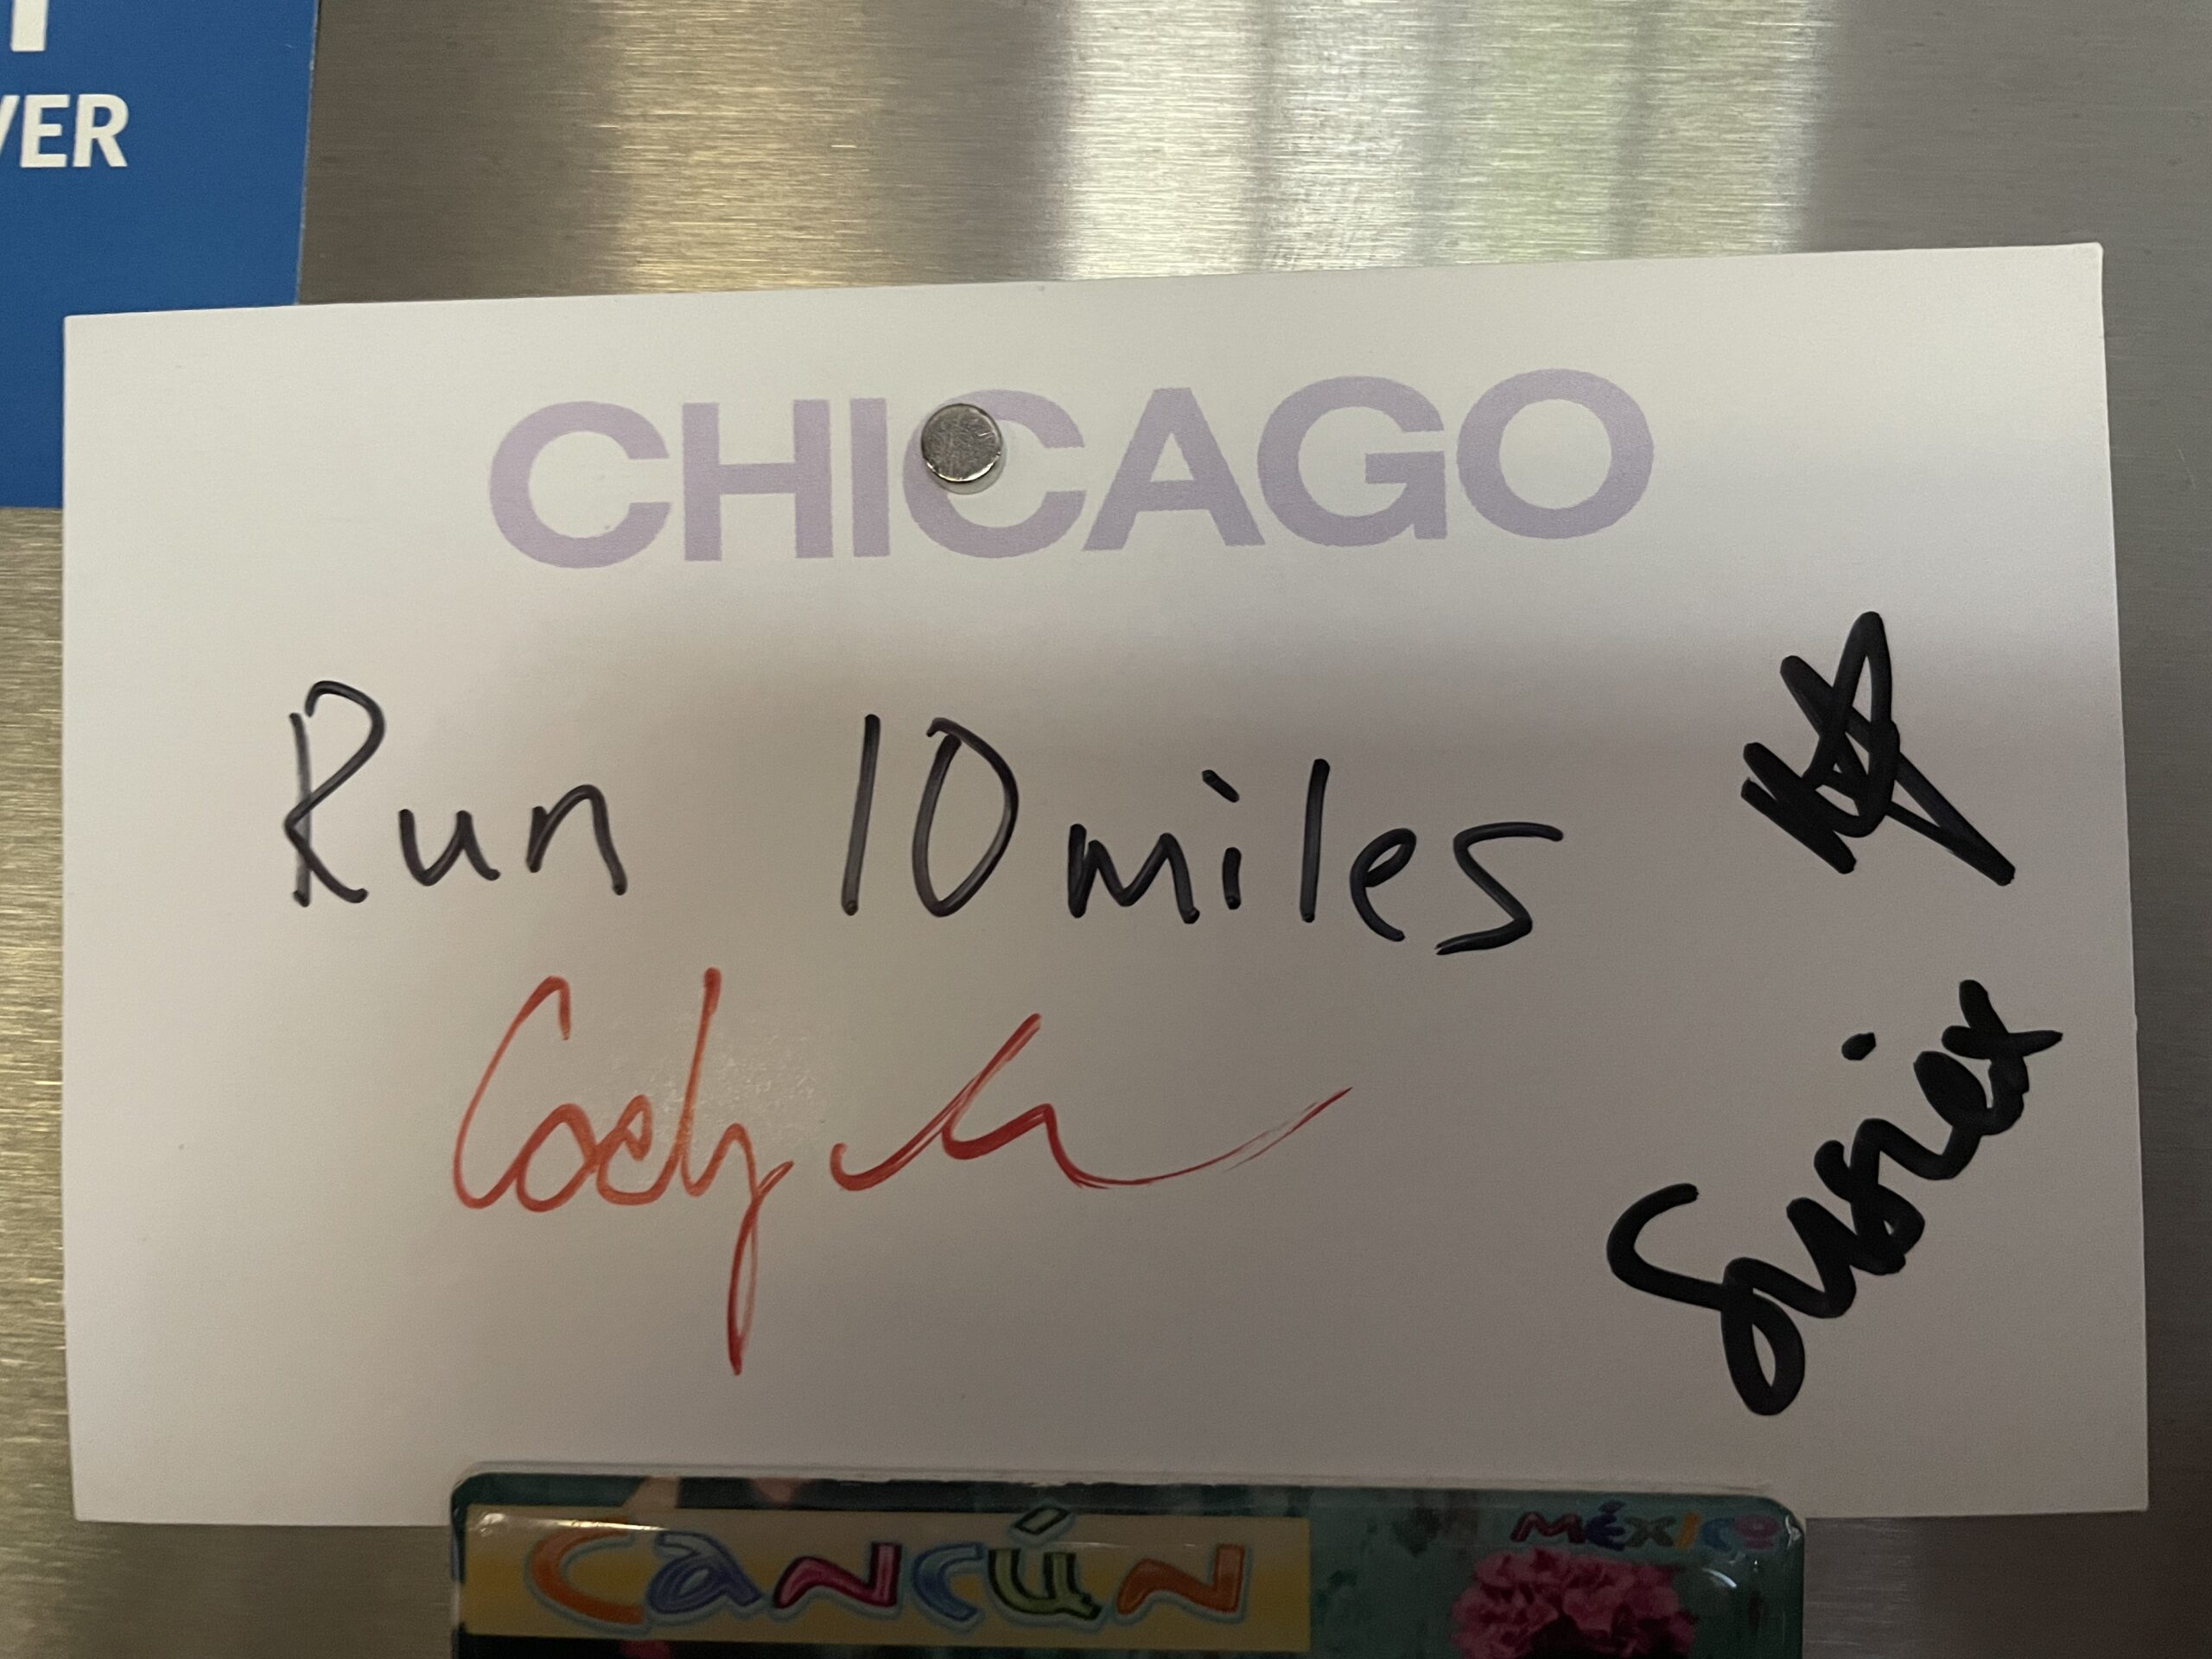 VER
CHICAGO
Run 10 miles
Cody
Susie
CANCÚN
MÉXICO